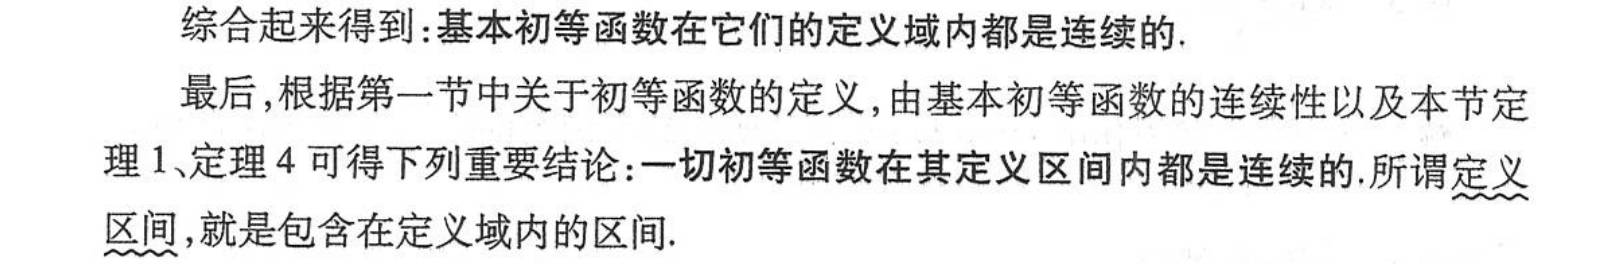 综合起来得到:基本初等函数在它们的定义域内都是连续的.
最后,根据第一节中关于初等函数的定义,由基本初等函数的连续性以及本节定
理1、定理4可得下列重要结论:一切初等函数在其定义区间内都是连续的.所谓定义
区间,就是包含在定义域内的区间.